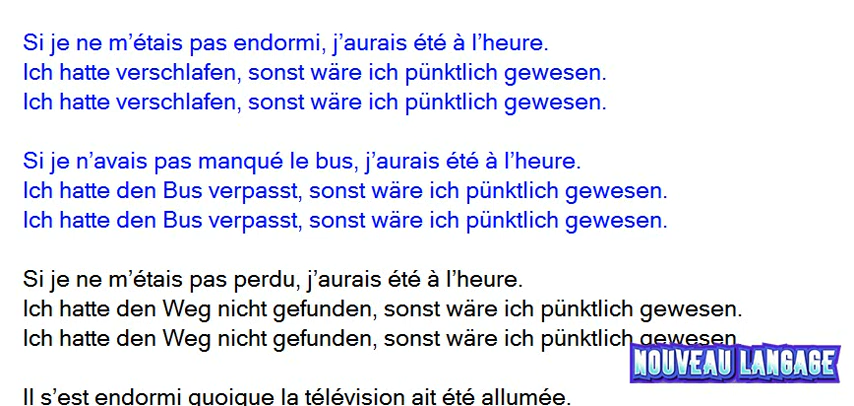 Si je ne m’étais pas endormi, j’aurais été à l’heure.
Ich hatte verschlafen, sonst wäre ich pünktlich gewesen.
Ich hatte verschlafen, sonst wäre ich pünktlich gewesen.
Si je n’avais pas manqué le bus, j’aurais été à l’heure.
Ich hatte den Bus verpasst, sonst wäre ich pünktlich gewesen.
Ich hatte den Bus verpasst, sonst wäre ich pünktlich gewesen.
Si je ne m’étais pas perdu, j’aurais été à l’heure.
Ich hatte den Weg nicht gefunden, sonst wäre ich pünktlich gewesen.
Ich hatte den Weg nicht gefunden, sonst wäre ich pünktlich gewesen
NOUVEAU LANGAGE
Il s’est endormi quoique la télévision ait été allumée.